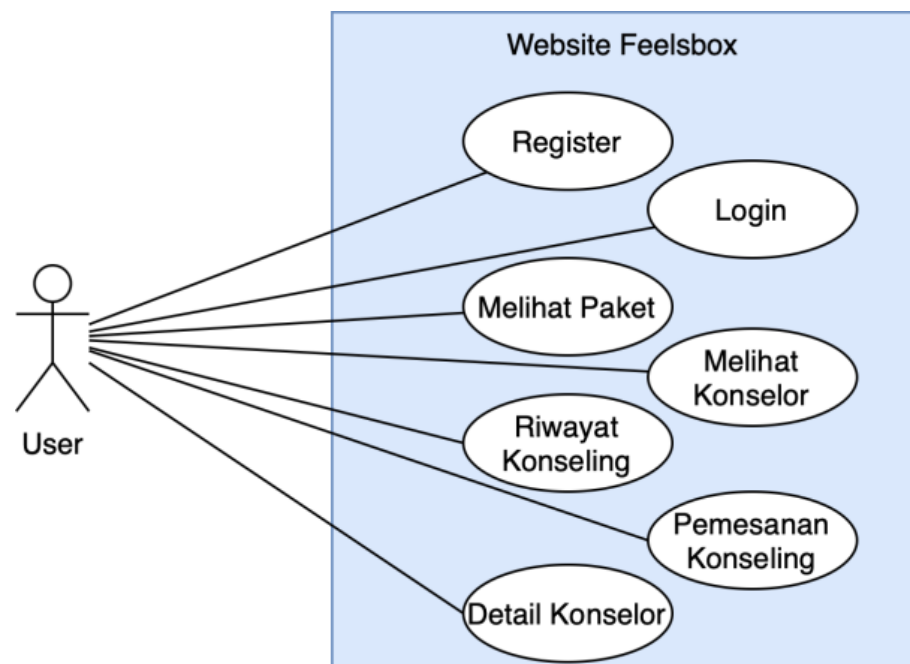 Website Feelsbox
Register
Login
Melihat Paket
Melihat
Konselor
User
Riwayat
Konseling
Pemesanan
Konseling
Detail Konselor